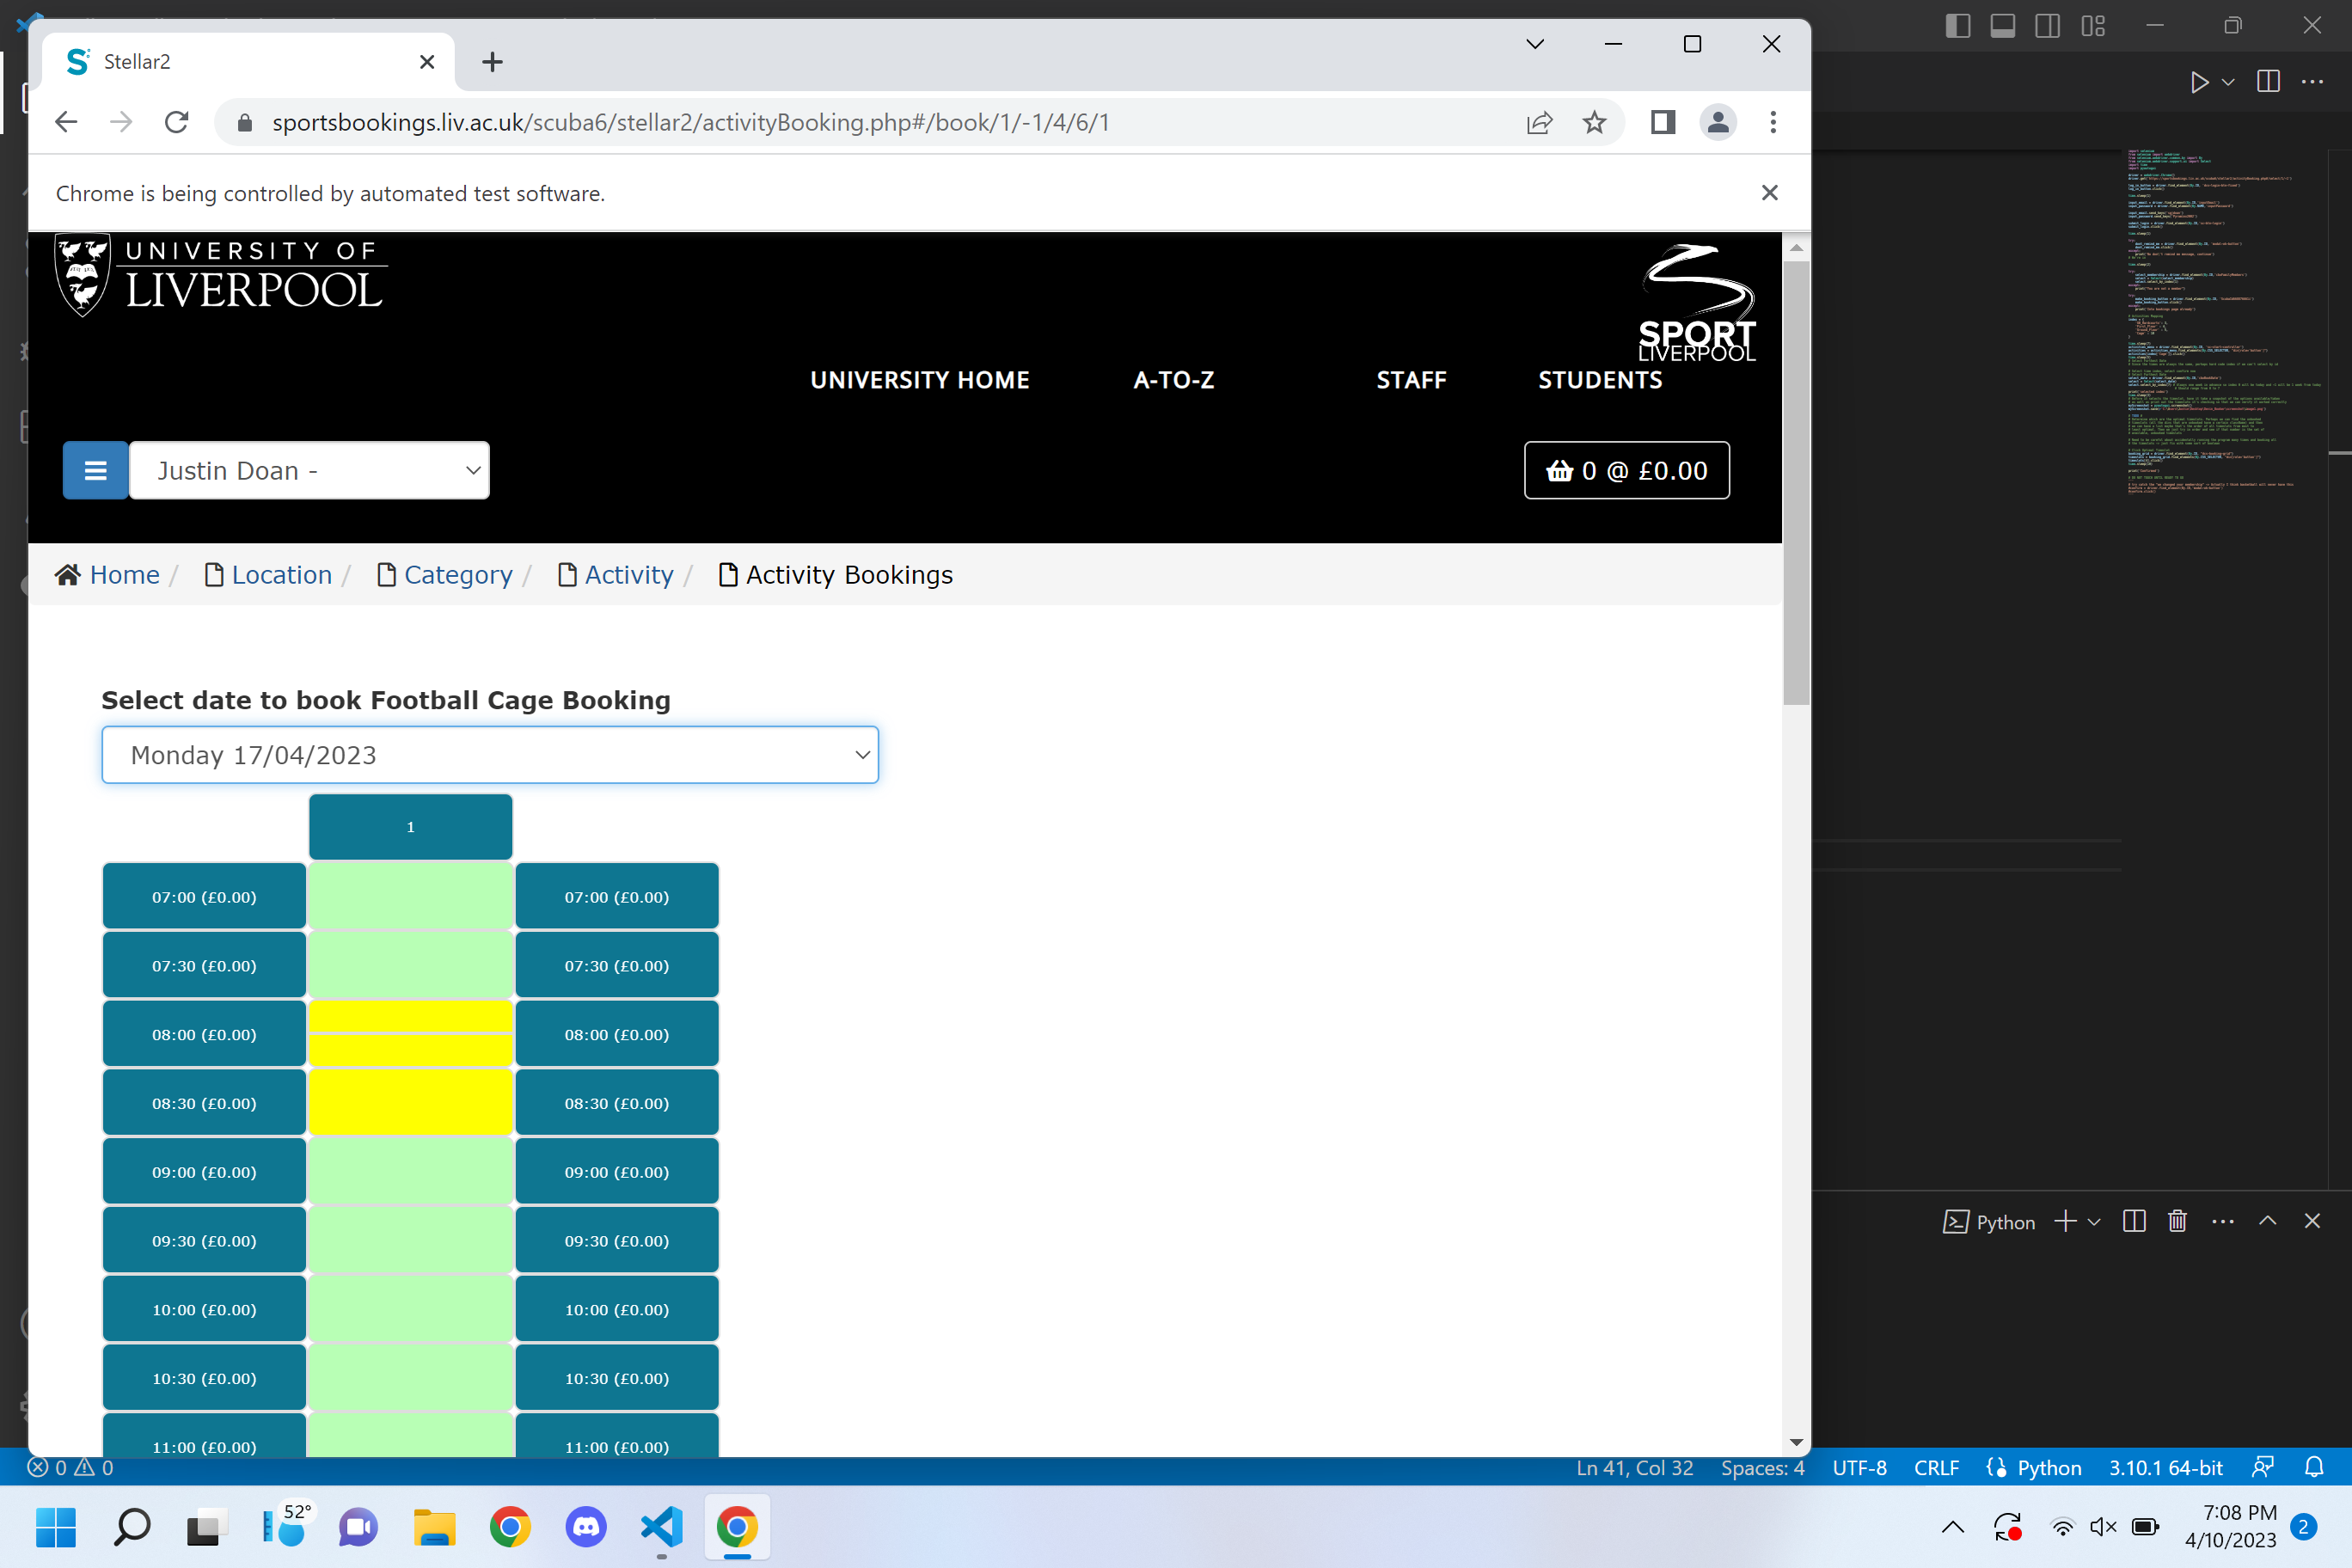 Stellar2
sportsbookings.liv.ac.uk/scuba6/stellar2/activityBooking.php#/book/1/-1/4/6/1
Chrome is being controlled by automated test software.
UNIVERSITY OF
LIVERPOOL
SPORT
LIVERPOOL
UNIVERSITY HOME A-TO-Z STAFF STUDENTS
Justin Doan -
0 @ £0.00
Home / Location / Category / Activity / Activity Bookings
Select date to book Football Cage Booking
Monday 17/04/2023
1
07:00 (£0.00) 07:00 (£0.00)
07:30 (£0.00) 07:30 (£0.00)
08:00 (£0.00) 08:00 (£0.00)
08:30 (£0.00) 08:30 (£0.00)
09:00 (£0.00) 09:00 (£0.00)
09:30 (£0.00) 09:30 (£0.00)
10:00 (£0.00) 10:00 (£0.00)
10:30 (£0.00) 10:30 (£0.00)
11:00 (£0.00) 11:00 (£0.00)
Python
0 0 Ln 41, Col 32 Spaces: 4 UTF-8 CRLF Python 3.10.1 64-bit
52°
7:08 PM
4/10/2023
2